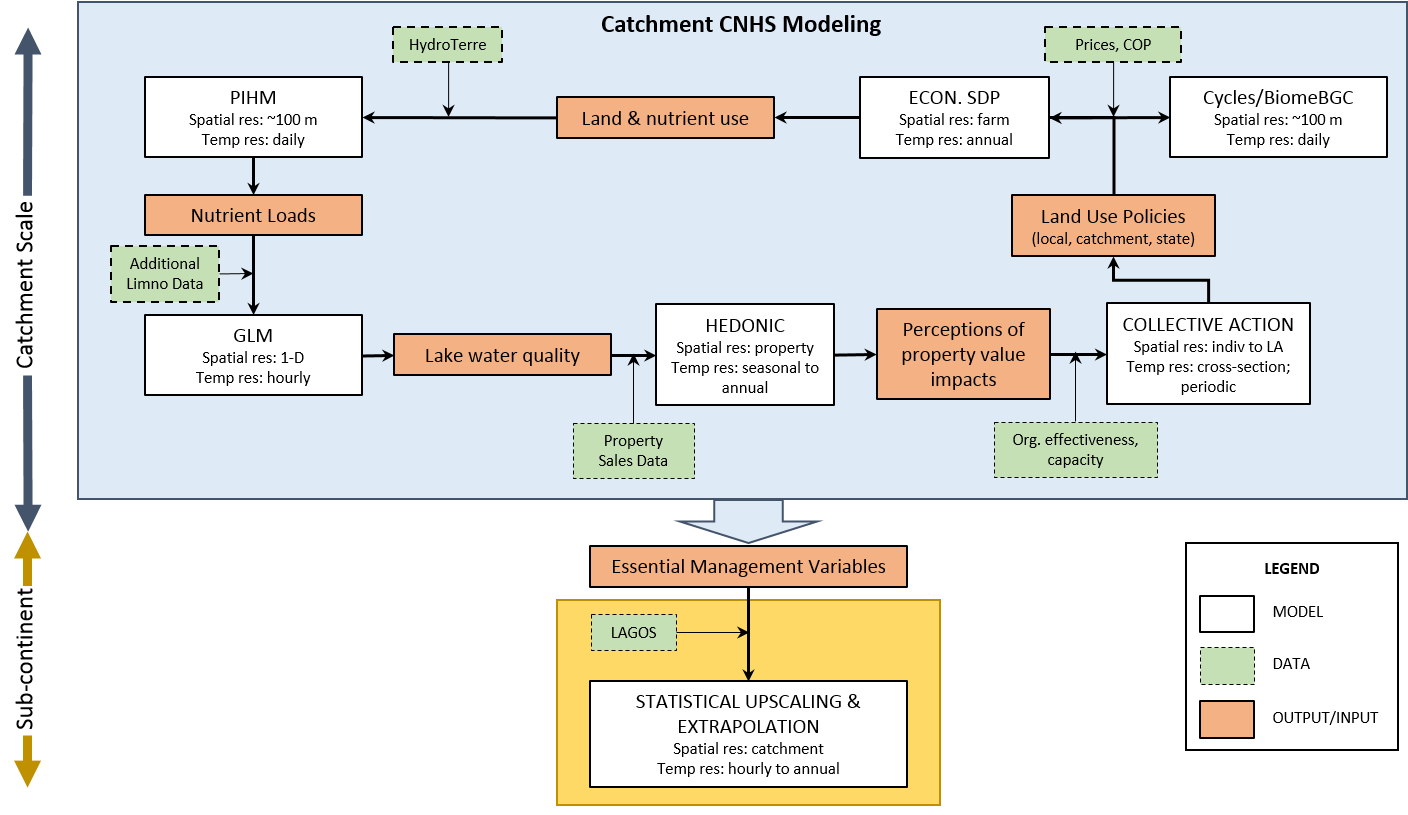 Catchment CNHS Modeling
HydroTerre
Prices, COP
PIHM
Spatial res: ~100 m
Temp res: daily
Land & nutrient use
ECON. SDP
Spatial res: farm
Temp res: annual
Cycles/BiomeBGC
Spatial res: ~100 m
Temp res: daily
Nutrient Loads
Land Use Policies
(local, catchment, state)
Additional
Limno Data
GLM
Spatial res: 1-D
Temp res: hourly
Lake water quality
HEDONIC
Spatial res: property
Temp res: seasonal to
annual
Perceptions of
property value
impacts
COLLECTIVE ACTION
Spatial res: indiv to LA
Temp res: cross-section;
periodic
Property
Sales Data
Org. effectiveness,
capacity
Catchment Scale
Essential Management Variables
LAGOS
STATISTICAL UPSCALING &
EXTRAPOLATION
Spatial res: catchment
Temp res: hourly to annual
Sub-continent
LEGEND
MODEL
DATA
OUTPUT/INPUT